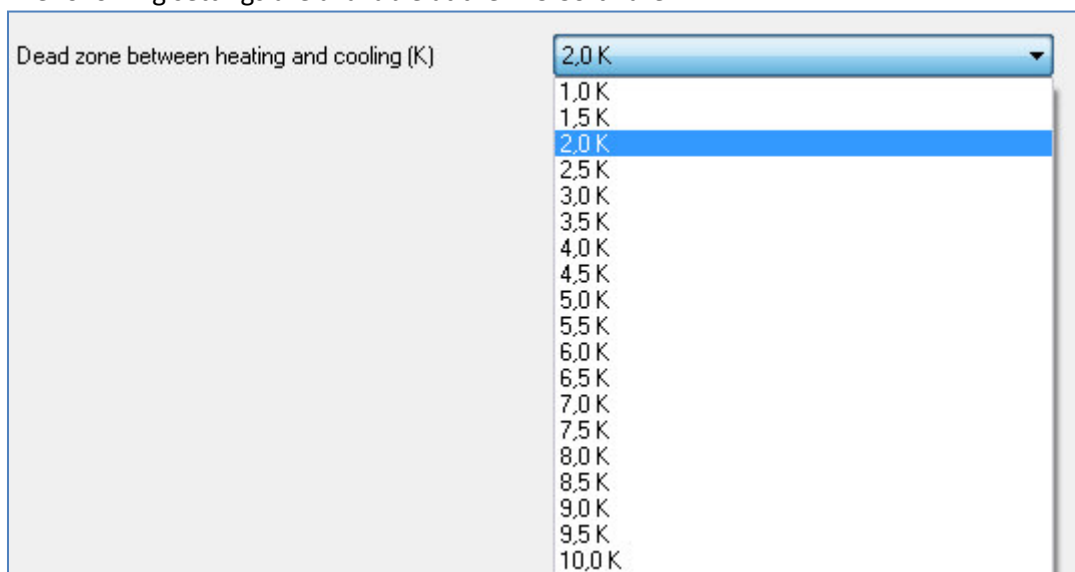 Dead zone between heating and cooling (K) 2,0 K
1,0 K
1,5 K
2,0 K
2,5 K
3,0 K
3,5 K
4,0 K
4,5 K
5,0 K
5,5 K
6,0 K
6,5 K
7,0 K
7,5 K
8,0 K
8,5 K
9,0 K
9,5 K
10,0 K